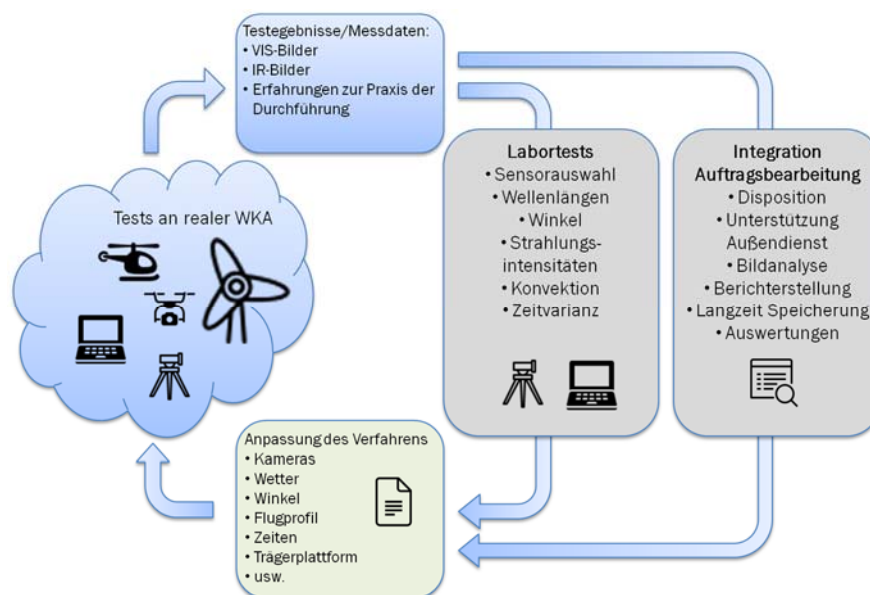 Testegebnisse/Messdaten:
• VIS-Bilder
• IR-Bilder
• Erfahrungen zur Praxis der
Durchführung
Tests an realer WKA
Labortests
• Sensorauswahl
• Wellenlängen
• Winkel
• Strahlungs-
intensitäten
• Konvektion
• Zeitvarianz
Integration
Auftragsbearbeitung
• Disposition
• Unterstützung
Außendienst
• Bildanalyse
• Berichterstellung
• Langzeit Speicherung
• Auswertungen
Anpassung des Verfahrens
• Kameras
• Wetter
• Winkel
• Flugprofil
• Zeiten
• Trägerplattform
• usw.